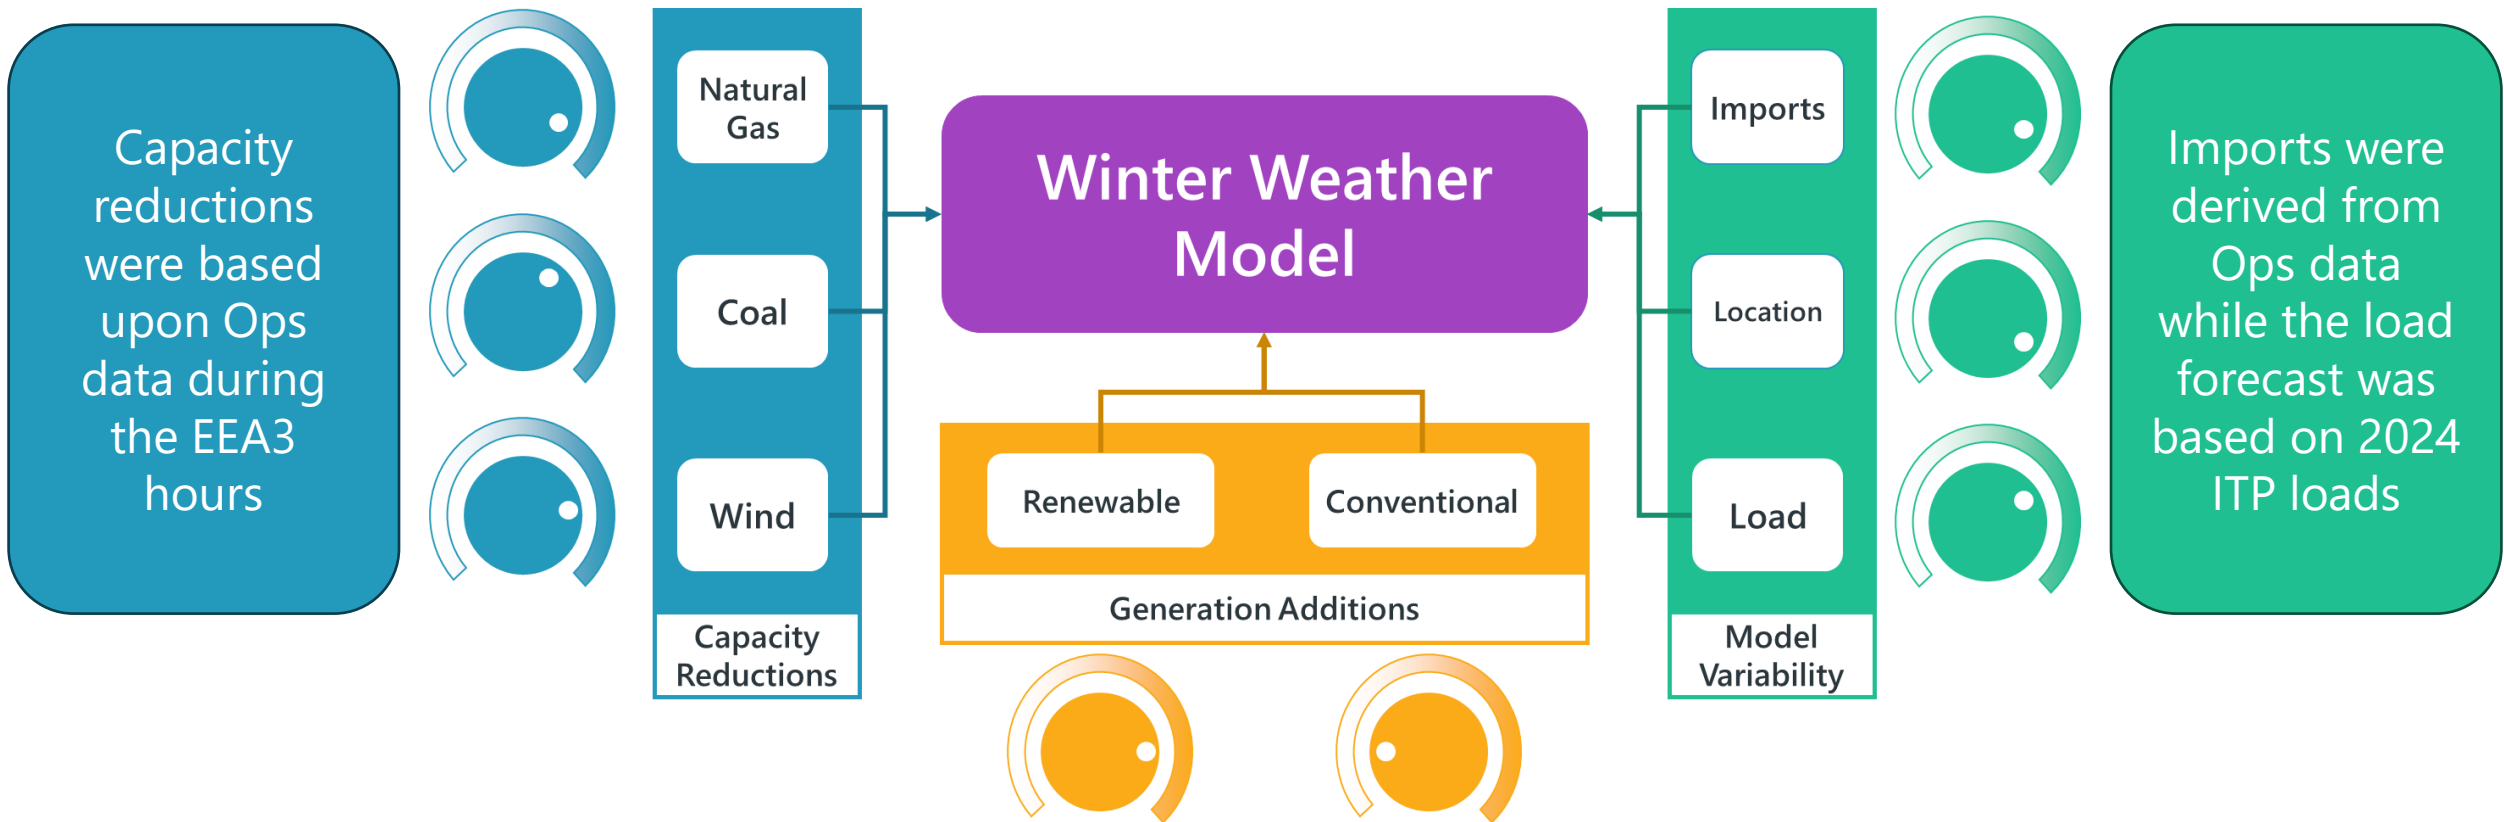 Capacity
reductions
were based
upon Ops
data during
the EEA3
hours
Natural
Gas
Coal
Wind
Capacity
Reductions
Winter Weather
Model
Renewable
Conventional
Generation Additions
Imports
Location
Load
Model
Variability
Imports were
derived from
Ops data
while the load
forecast was
based on 2024
ITP loads